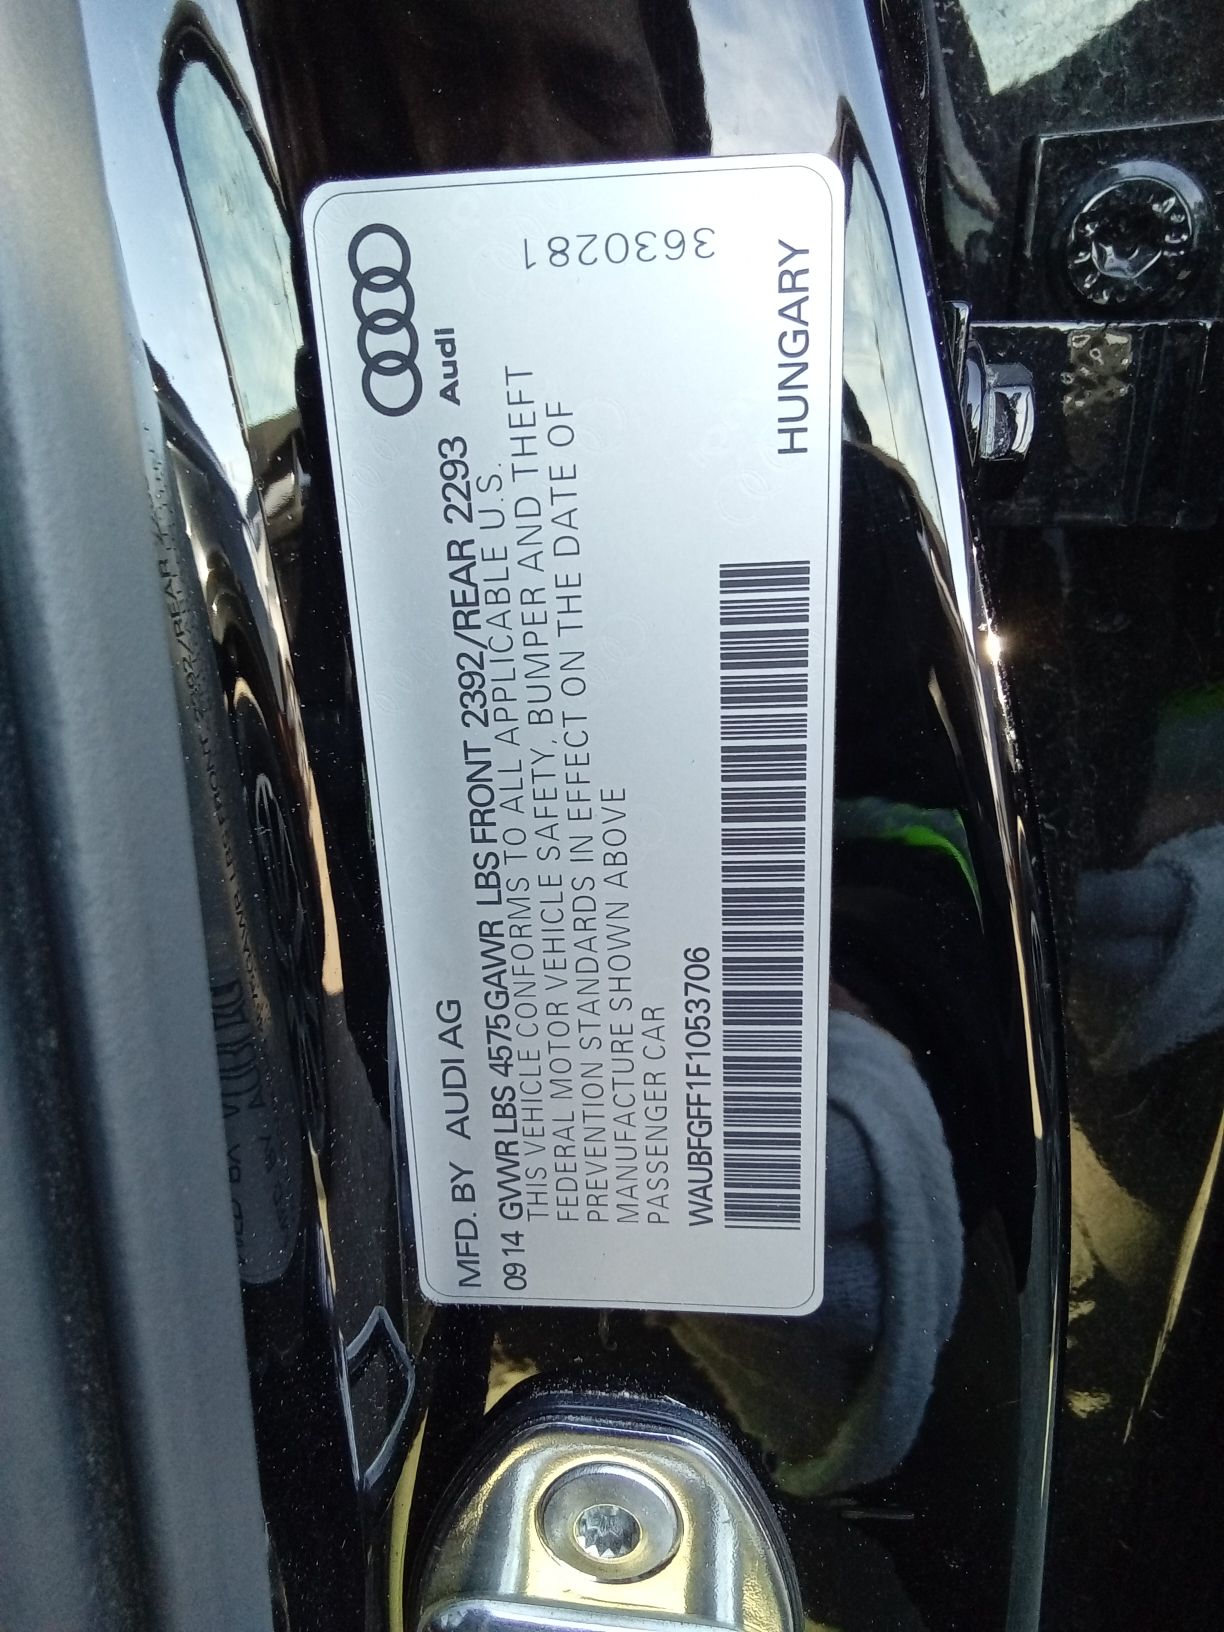 Audi
MFD. BY AUDI AG
0914 GVWR LBS 4575 GAWR LBS FRONT 2392/REAR 2293
THIS VEHICLE CONFORMS TO ALL APPLICABLE U.S.
FEDERAL MOTOR VEHICLE SAFETY, BUMPER AND THEFT
PREVENTION STANDARDS IN EFFECT ON THE DATE OF
MANUFACTURE SHOWN ABOVE
PASSENGER CAR
WAUBFGFF1F1053706
HUNGARY
3630281